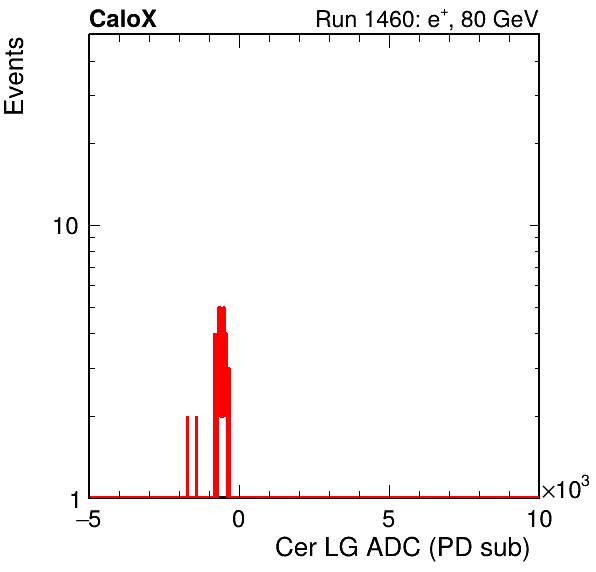 CaloX Run 1460: e⁺, 80 GeV
Events
10
1
−5 0 5 10
×10³
Cer LG ADC (PD sub)